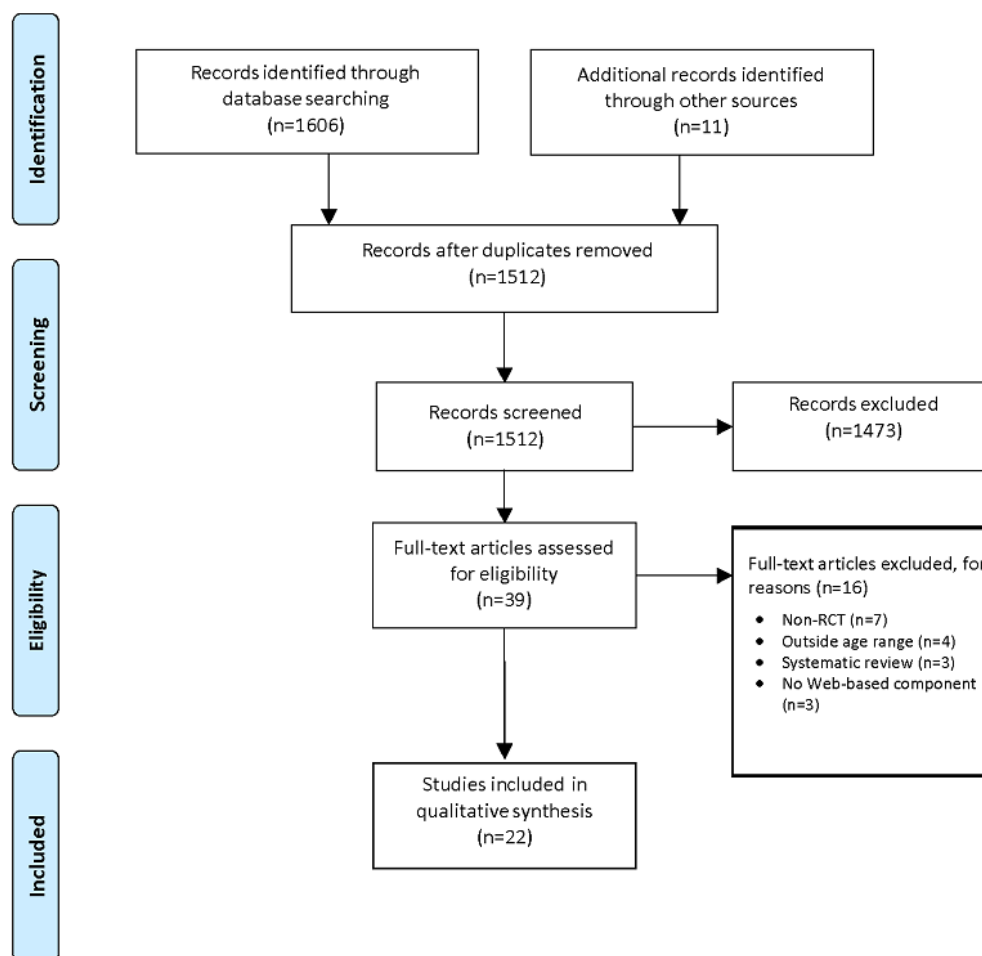 Identification
Records identified through
database searching
(n=1606)
Additional records identified
through other sources
(n=11)
Records after duplicates removed
(n=1512)
Screening
Records screened
(n=1512)
Records excluded
(n=1473)
Eligibility
Full-text articles assessed
for eligibility
(n=39)
Full-text articles excluded, for
reasons (n=16)
• Non-RCT (n=7)
• Outside age range (n=4)
• Systematic review (n=3)
• No Web-based component
(n=3)
Included
Studies included in
qualitative synthesis
(n=22)